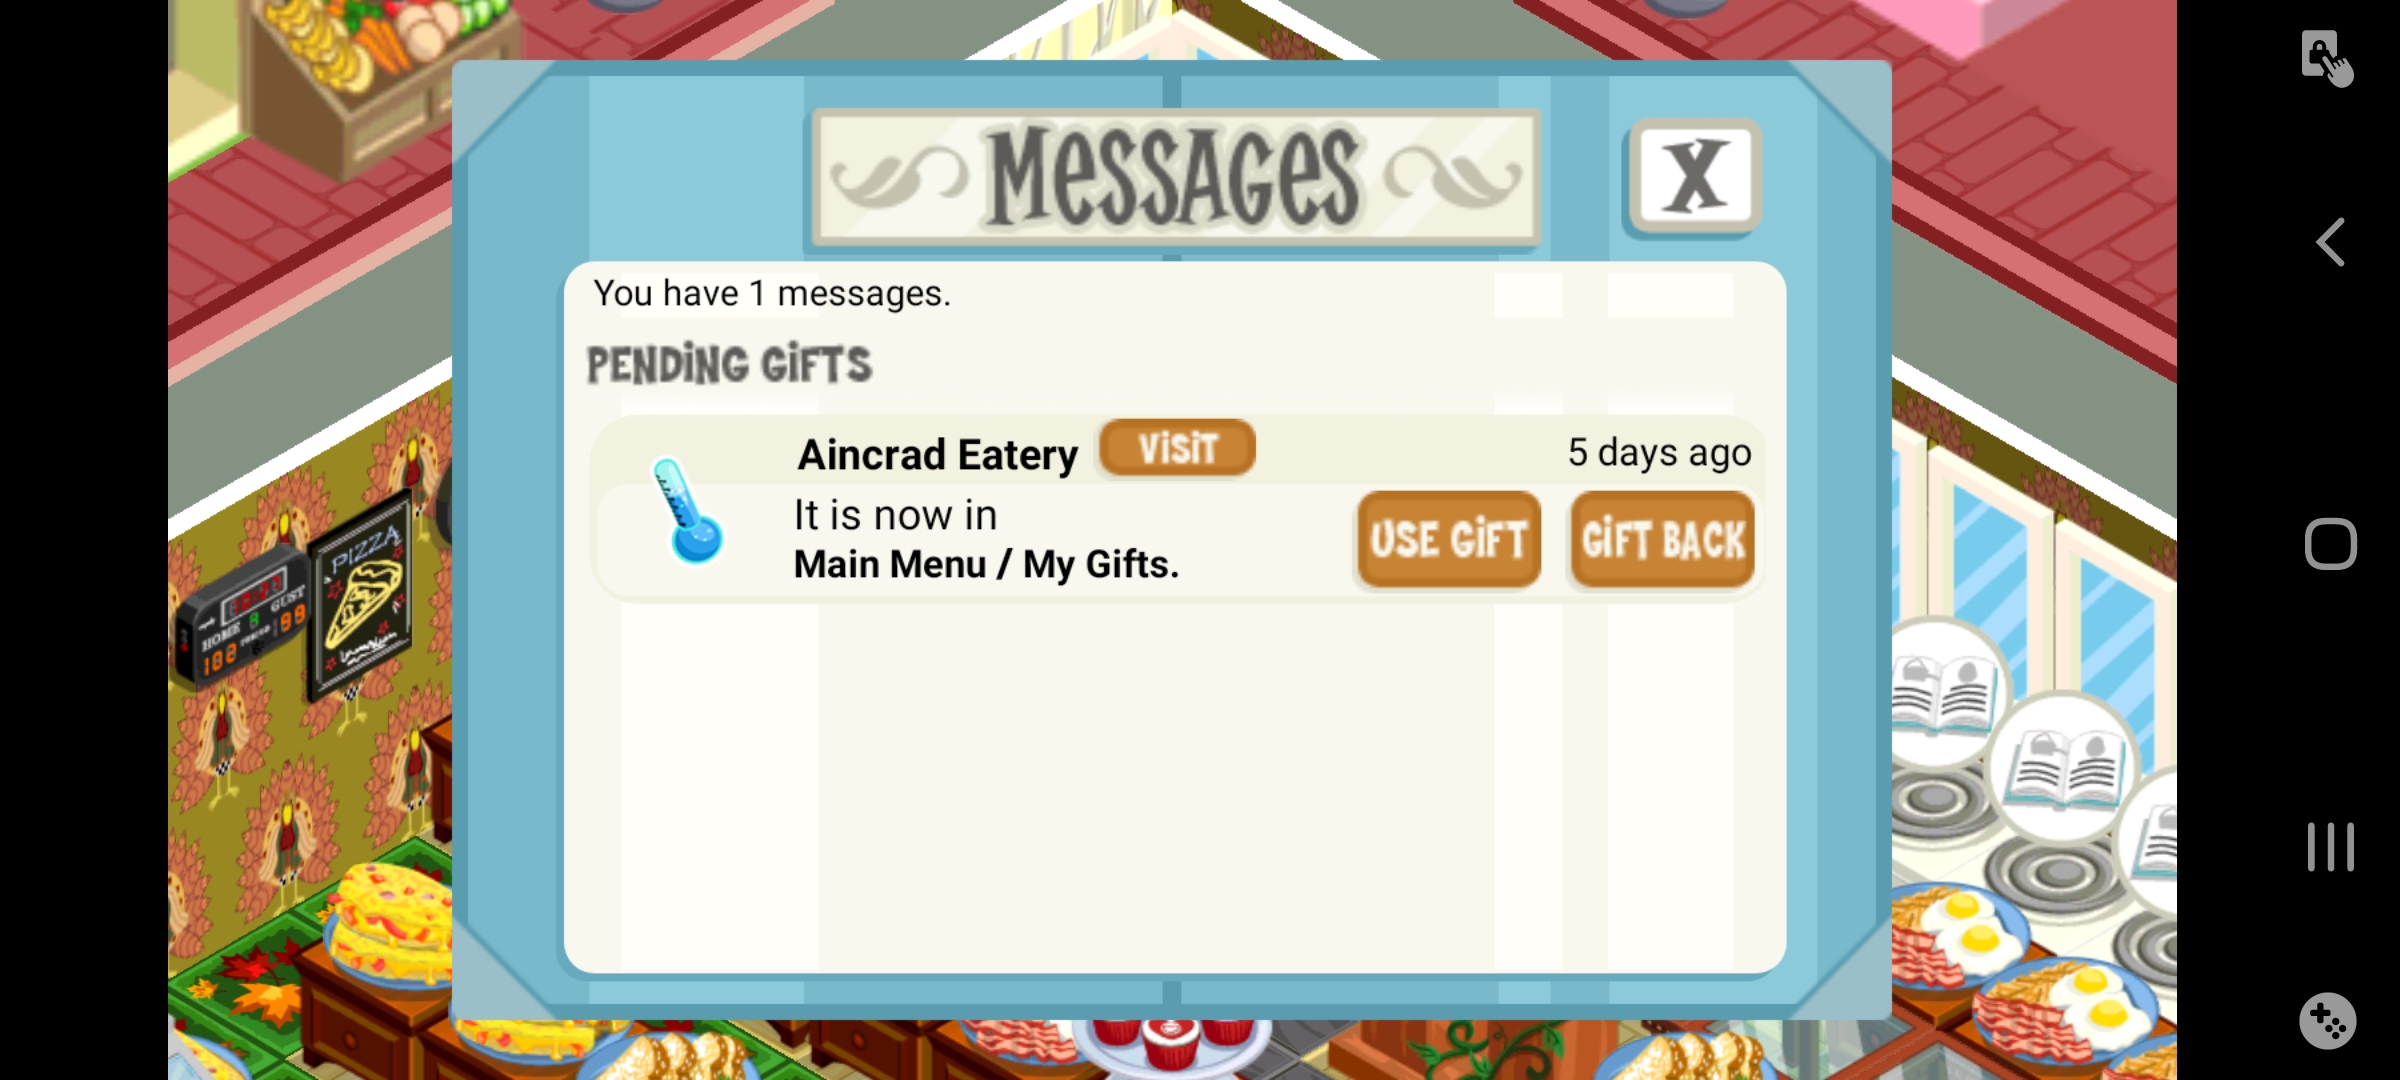 MESSAGES
X
You have 1 messages.
PENDING GIFTS
Aincrad Eatery
VISIT
5 days ago
It is now in
Main Menu / My Gifts.
USE GIFT
GIFT BACK
PIZZA
HOME
GUST
102
99